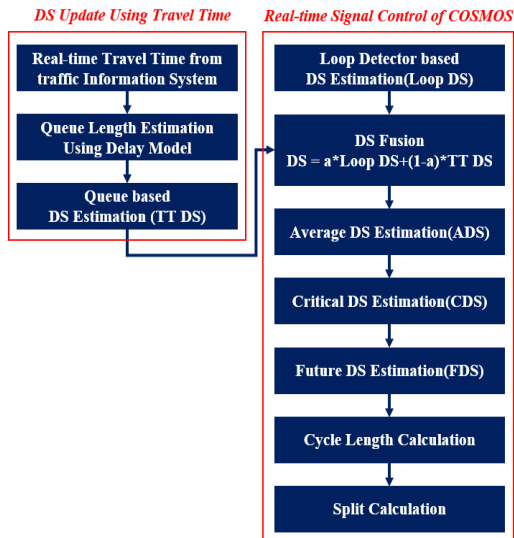 DS Update Using Travel Time
Real-time Travel Time from
traffic Information System
Queue Length Estimation
Using Delay Model
Queue based
DS Estimation (TT DS)
Real-time Signal Control of COSMOS
Loop Detector based
DS Estimation(Loop DS)
DS Fusion
DS = a*Loop DS+(1-a)*TT DS
Average DS Estimation(ADS)
Critical DS Estimation(CDS)
Future DS Estimation(FDS)
Cycle Length Calculation
Split Calculation